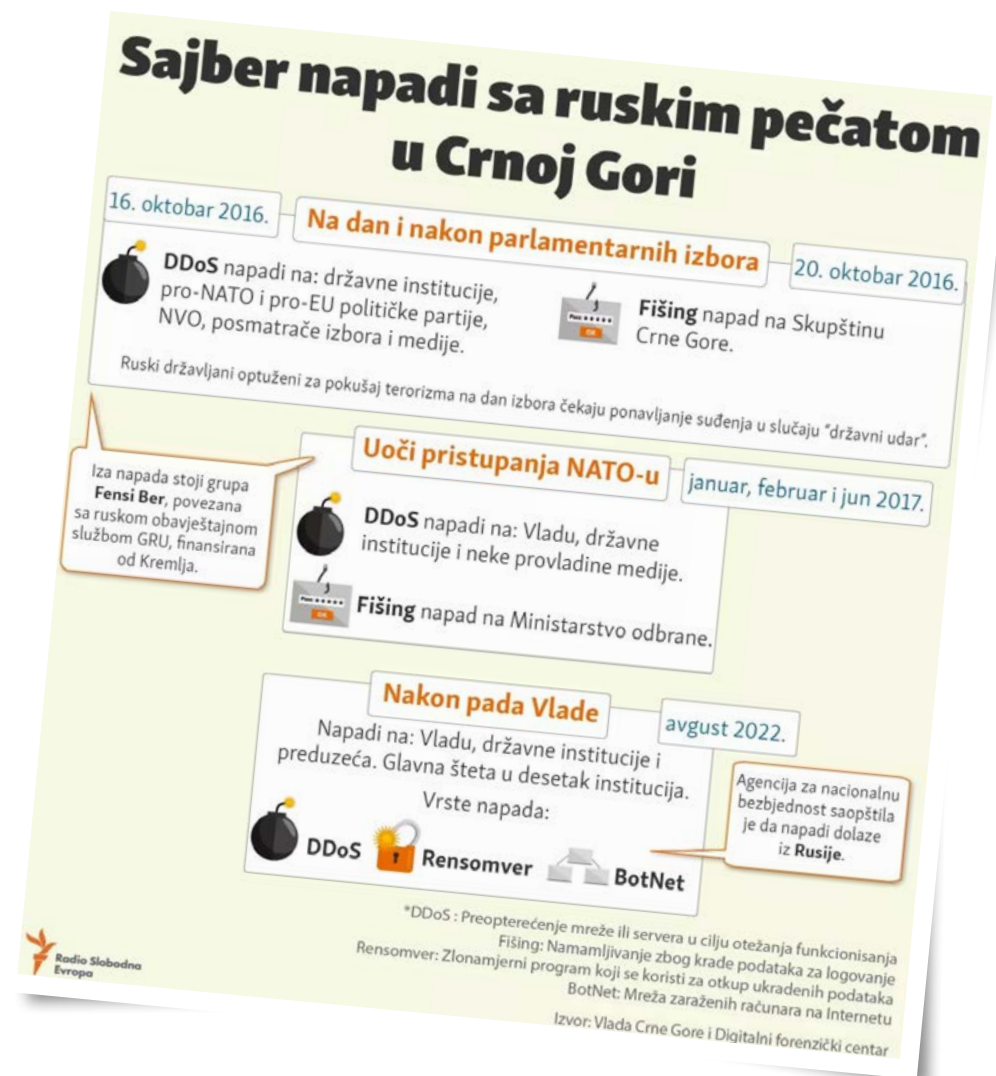 Sajber napadi sa ruskim pečatom
u Crnoj Gori
16. oktobar 2016.
Na dan i nakon parlamentarnih izbora
20. oktobar 2016.
DDoS napadi na: državne institucije,
pro-NATO i pro-EU političke partije,
NVO, posmatrače izbora i medije.
Fišing napad na Skupštinu
Crne Gore.
Ruski državljani optuženi za pokušaj terorizma na dan izbora čekaju ponavljanje suđenja u slučaju "državni udar".
Iza napada stoji grupa
Fensi Ber, povezana
sa ruskom obavještajnom
službom GRU, finansirana
od Kremlja.
Uoči pristupanja NATO-u
januar, februar i jun 2017.
DDoS napadi na: Vladu, državne
institucije i neke provladine medije.
Fišing napad na Ministarstvo odbrane.
Nakon pada Vlade
avgust 2022.
Napadi na: Vladu, državne institucije i
preduzeća. Glavna šteta u desetak institucija.
Vrste napada:
DDoS
Rensomver
BotNet
Agencija za nacionalnu
bezbjednost saopštila
je da napadi dolaze
iz Rusije.
*DDoS : Preopterećenje mreže ili servera u cilju otežanja funkcionisanja
Fišing: Namamljivanje zbog krađe podataka za logovanje
Rensomver: Zlonamjerni program koji se koristi za otkup ukradenih podataka
BotNet: Mreža zaraženih računara na Internetu
Izvor: Vlada Crne Gore i Digitalni forenzički centar
Radio Slobodna
Evropa